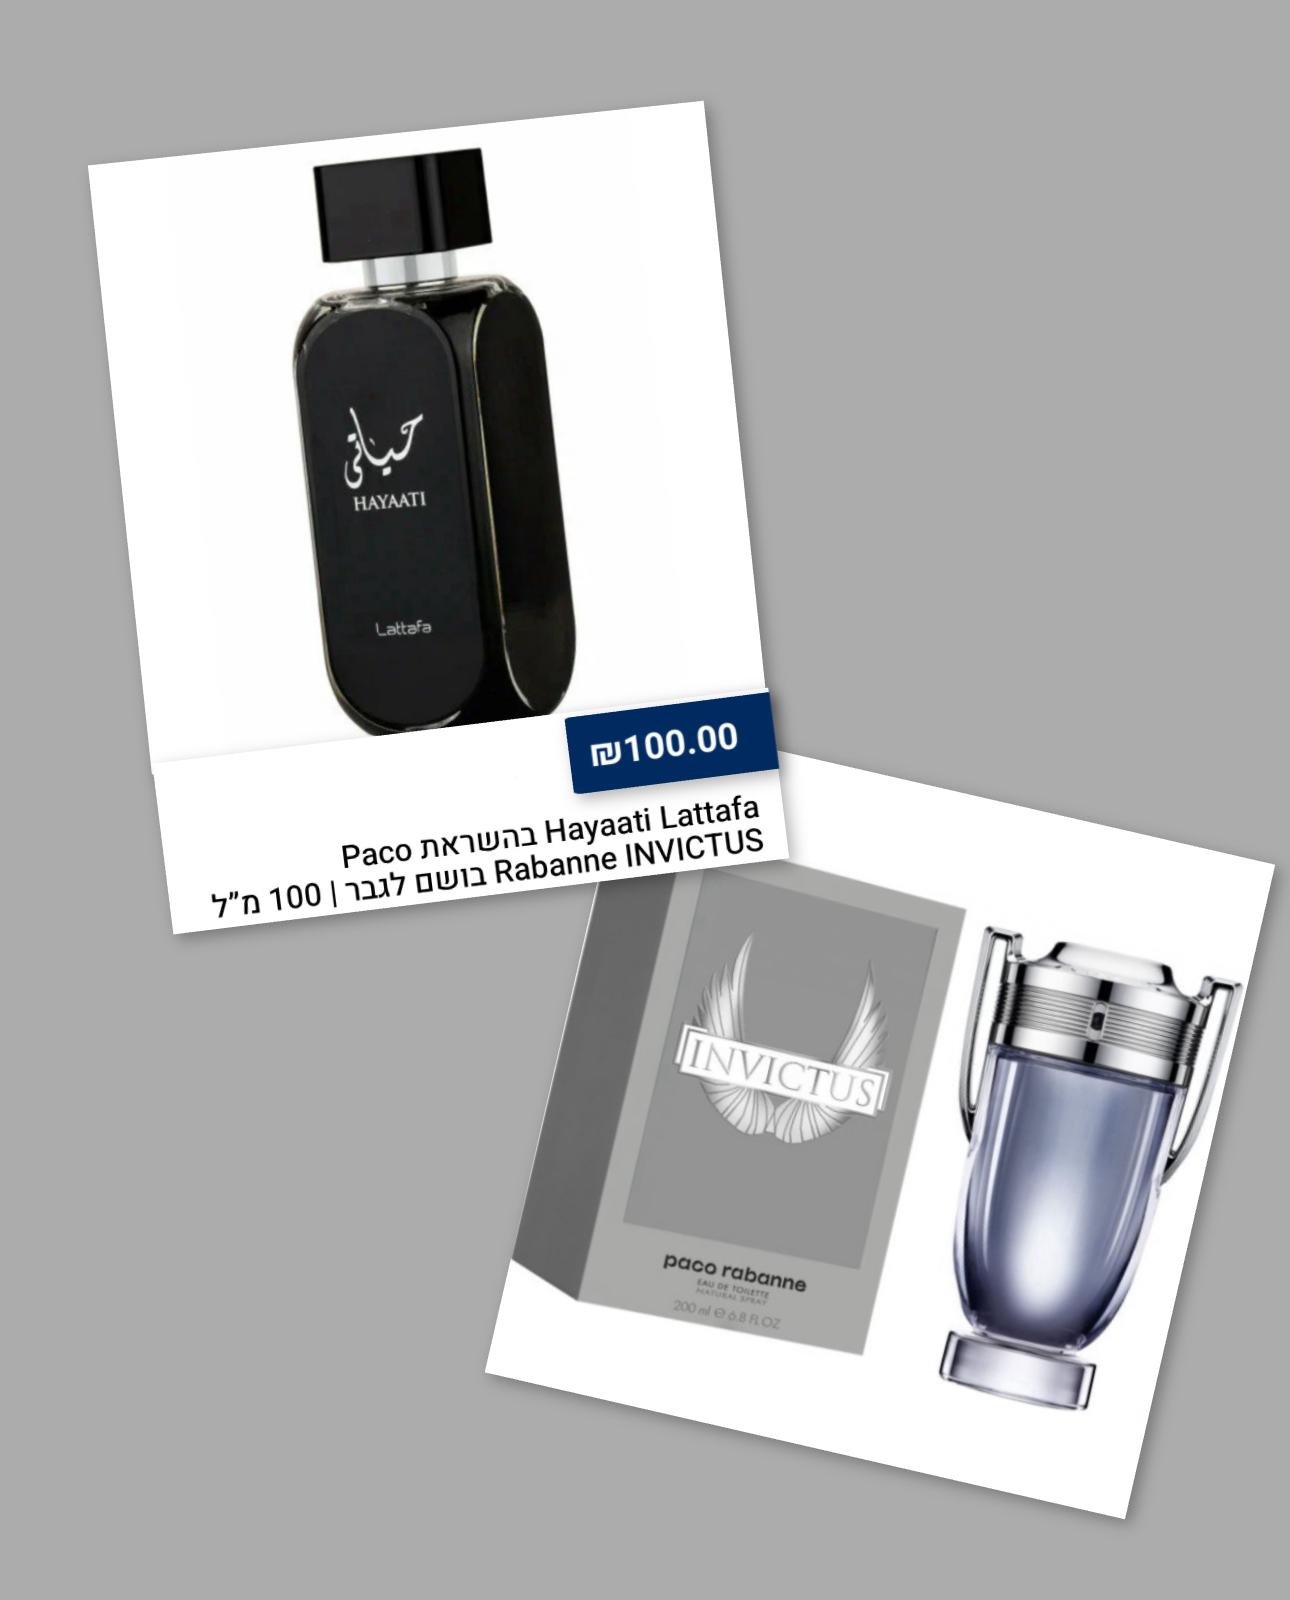 حياتي
HAYAATI
Lattafa
₪100.00
Hayaati Lattafa בהשראת Paco
Rabanne INVICTUS בושם לגבר | 100 מ״ל
INVICTUS
paco rabanne
EAU DE TOILETTE
NATURAL SPRAY
200 ml ℮ 6.8 FL OZ